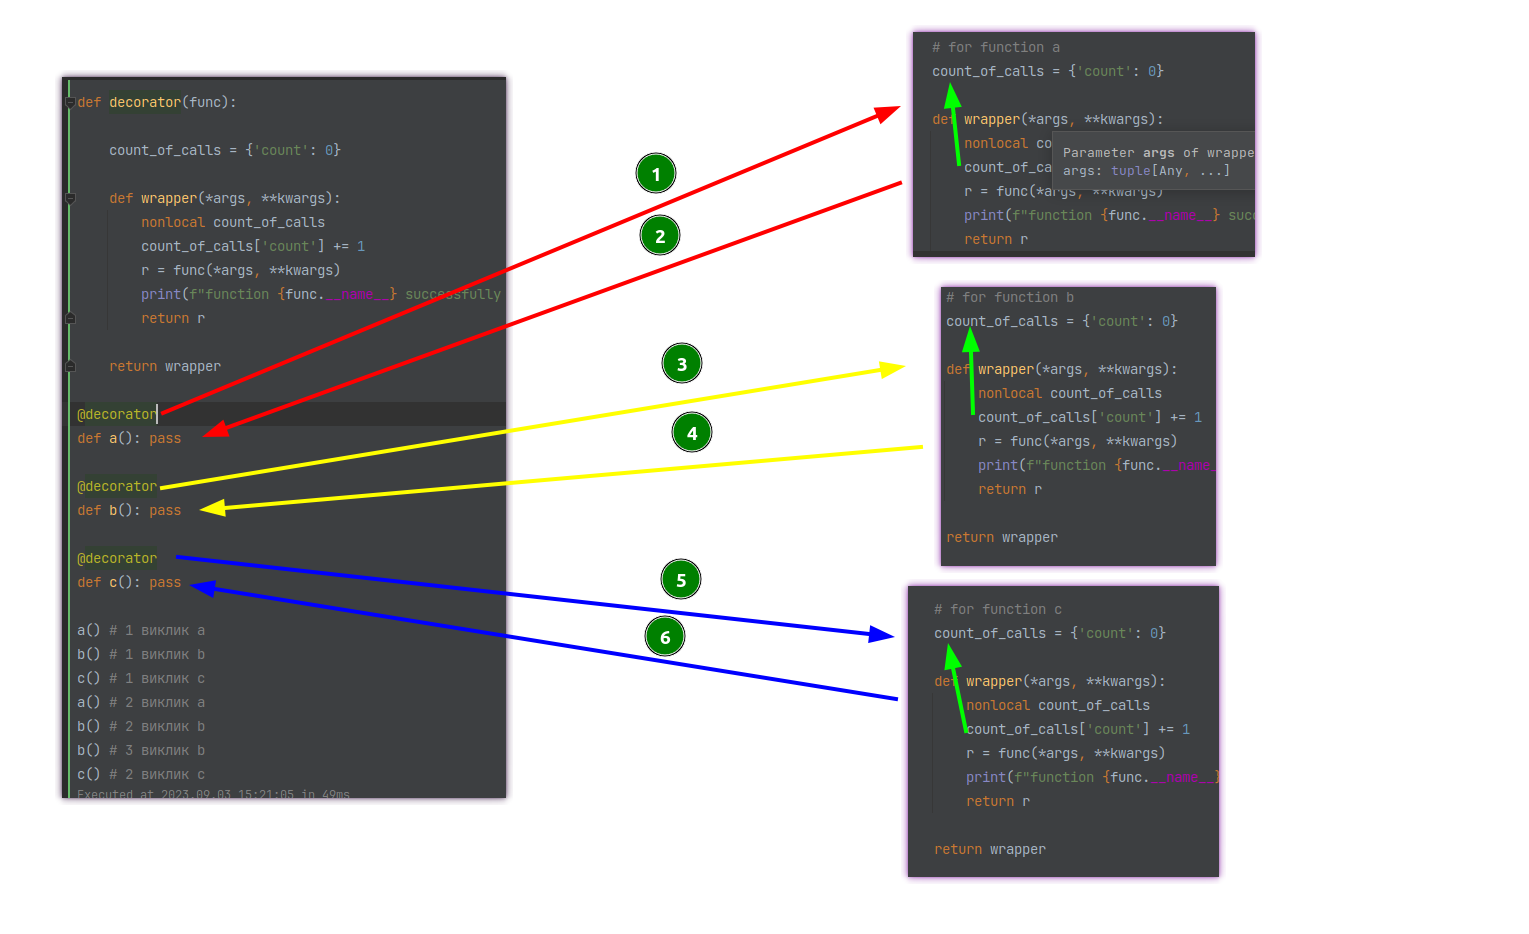 def decorator(func):
count_of_calls = {'count': 0}
def wrapper(*args, **kwargs):
nonlocal count_of_calls
count_of_calls['count'] += 1
r = func(*args, **kwargs)
print(f"function {func.__name__} successfully
return r
return wrapper
@decorator
def a(): pass
@decorator
def b(): pass
@decorator
def c(): pass
a() # 1 виклик a
b() # 1 виклик b
c() # 1 виклик c
a() # 2 виклик a
b() # 2 виклик b
b() # 3 виклик b
c() # 2 виклик c
Executed at 2023.09.03 15:21:05 in 49ms
1
2
3
4
5
6
# for function a
count_of_calls = {'count': 0}
def wrapper(*args, **kwargs):
nonlocal co
count_of_ca
Parameter args of wrappe
args: tuple[Any, ...]
r = func(*args, **kwargs)
print(f"function {func.__name__} succ
return r
# for function b
count_of_calls = {'count': 0}
def wrapper(*args, **kwargs):
nonlocal count_of_calls
count_of_calls['count'] += 1
r = func(*args, **kwargs)
print(f"function {func.__name_
return r
return wrapper
# for function c
count_of_calls = {'count': 0}
def wrapper(*args, **kwargs):
nonlocal count_of_calls
count_of_calls['count'] += 1
r = func(*args, **kwargs)
print(f"function {func.__name__}
return r
return wrapper